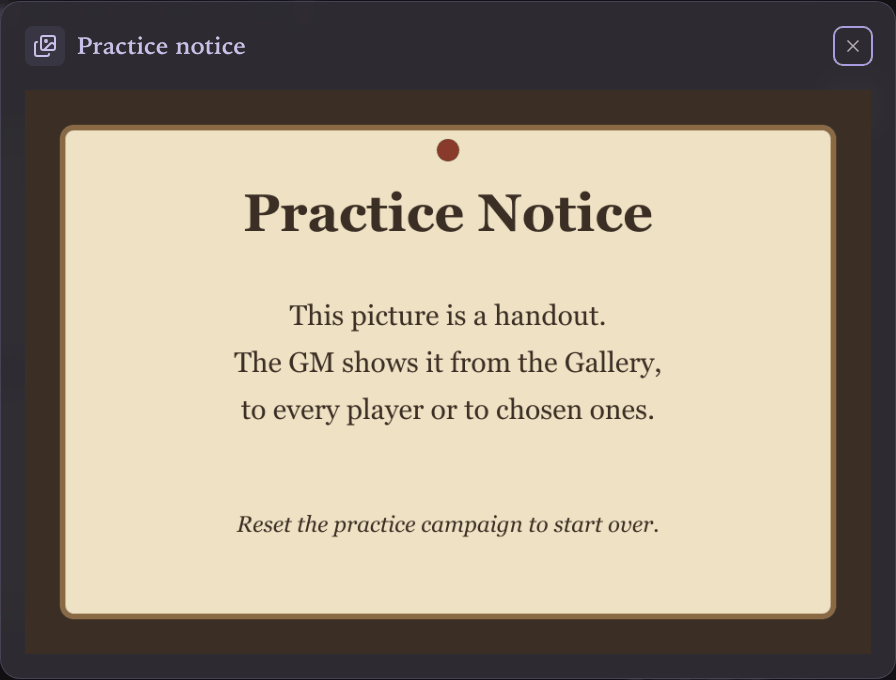 Practice notice
Practice Notice
This picture is a handout.
The GM shows it from the Gallery,
to every player or to chosen ones.
Reset the practice campaign to start over.